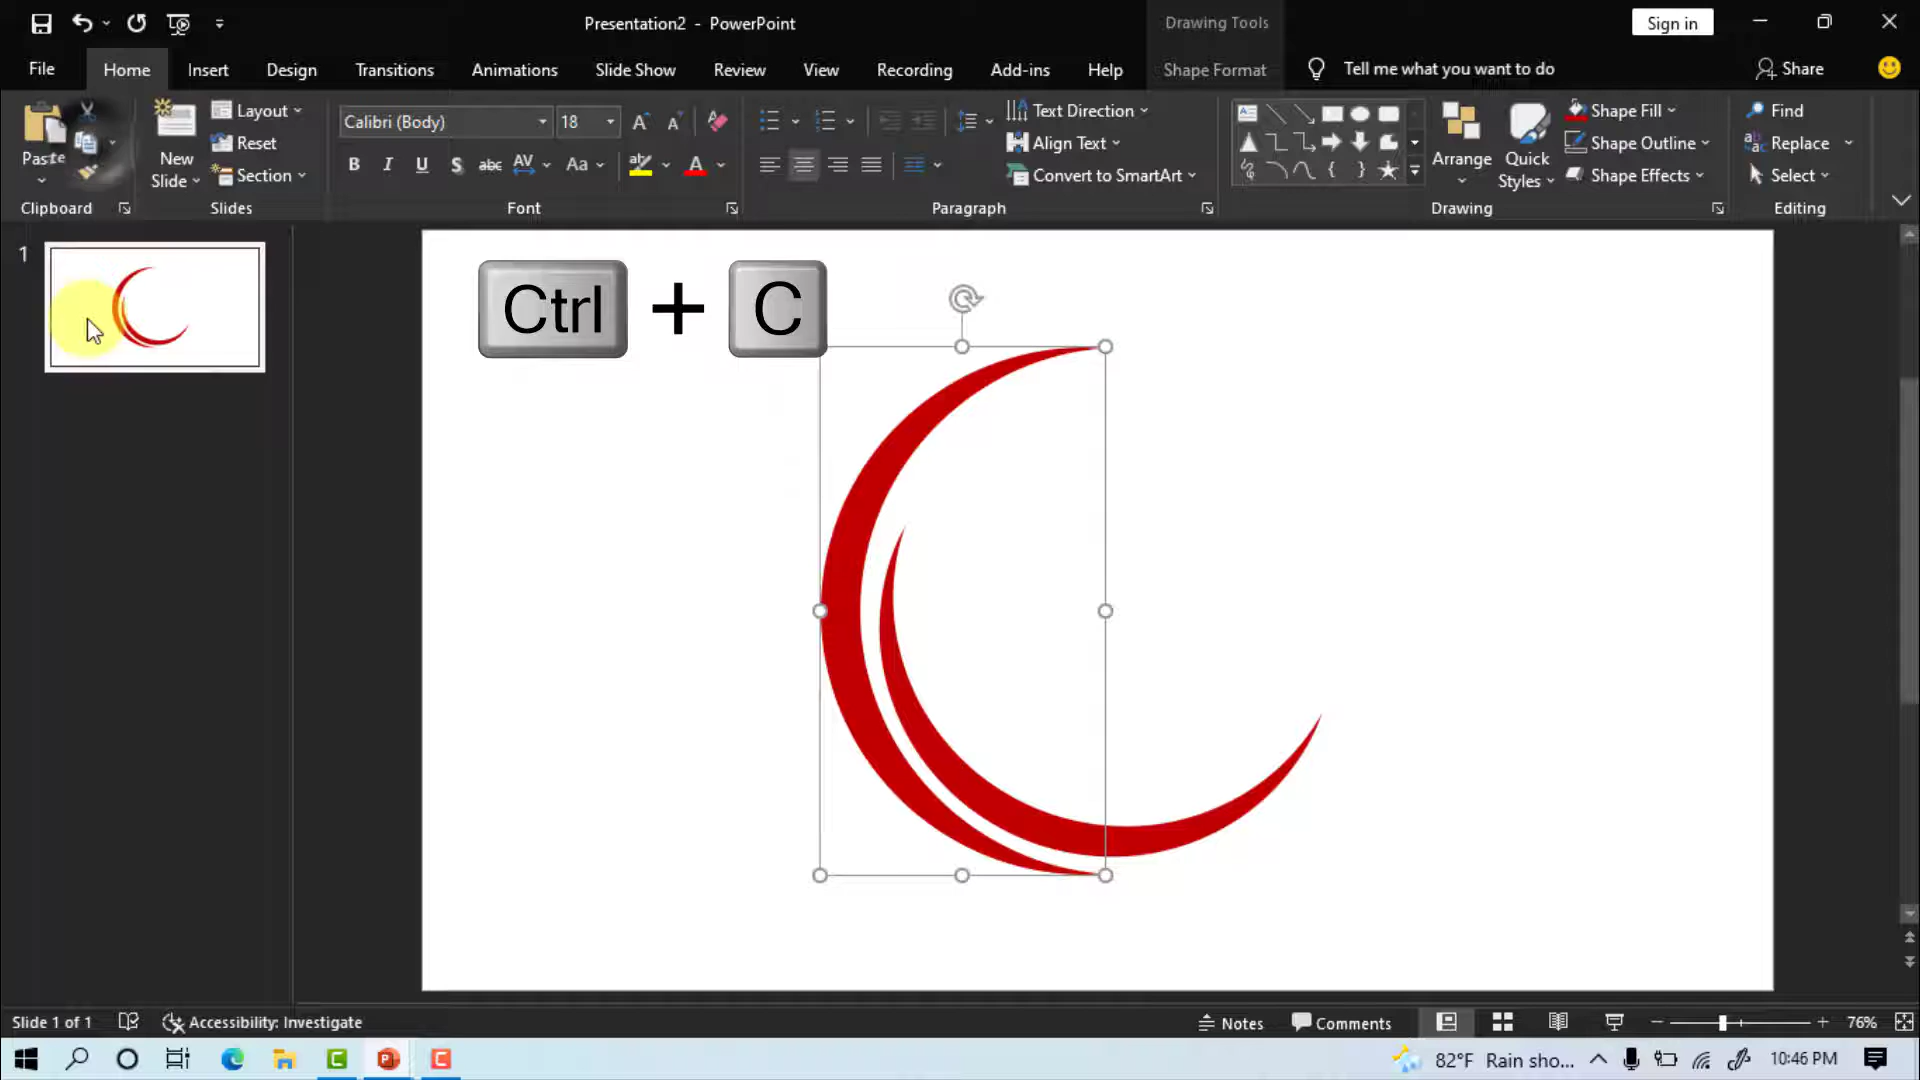 Presentation2 - PowerPoint
Drawing Tools
Sign in
File
Home
Insert
Design
Transitions
Animations
Slide Show
Review
View
Recording
Add-ins
Help
Shape Format
Tell me what you want to do
Share
Paste
New
Slide
Layout
Reset
Section
Calibri (Body)
18
B I U S abc AV Aa A
Text Direction
Align Text
Convert to SmartArt
Arrange
Quick
Styles
Shape Fill
Shape Outline
Shape Effects
Find
Replace
Select
Clipboard
Slides
Font
Paragraph
Drawing
Editing
1
Ctrl + C
Slide 1 of 1
Accessibility: Investigate
Notes
Comments
76%
82°F Rain sho...
10:46 PM